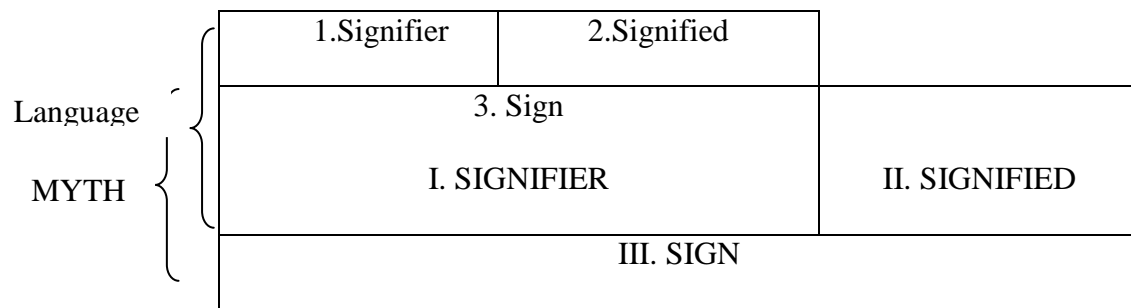 1.Signifier 2.Signified
Language 3. Sign
MYTH I. SIGNIFIER II. SIGNIFIED
III. SIGN